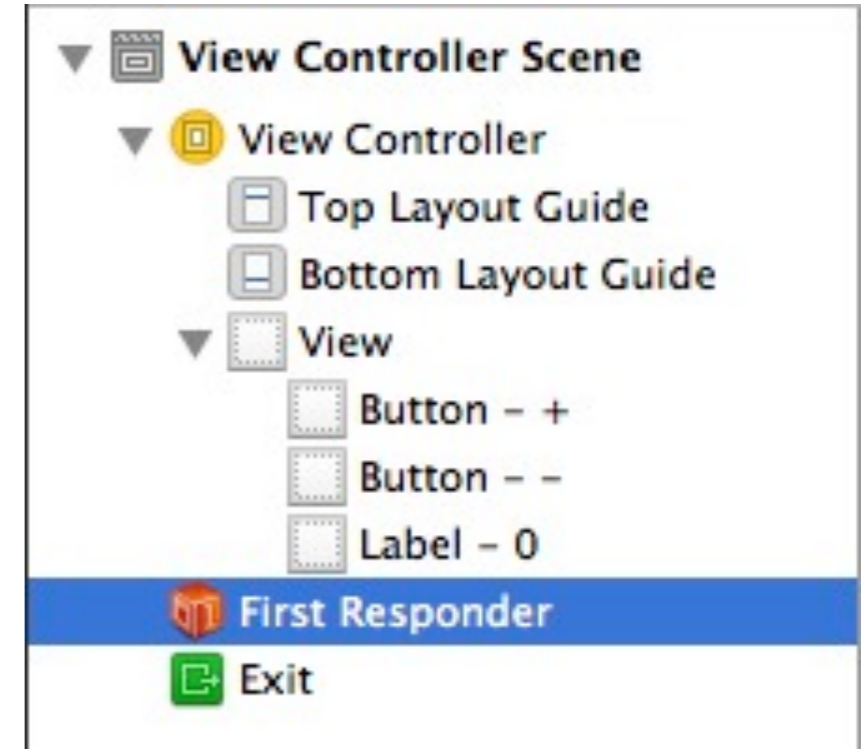 View Controller Scene
View Controller
Top Layout Guide
Bottom Layout Guide
View
Button – +
Button – –
Label – 0
First Responder
Exit